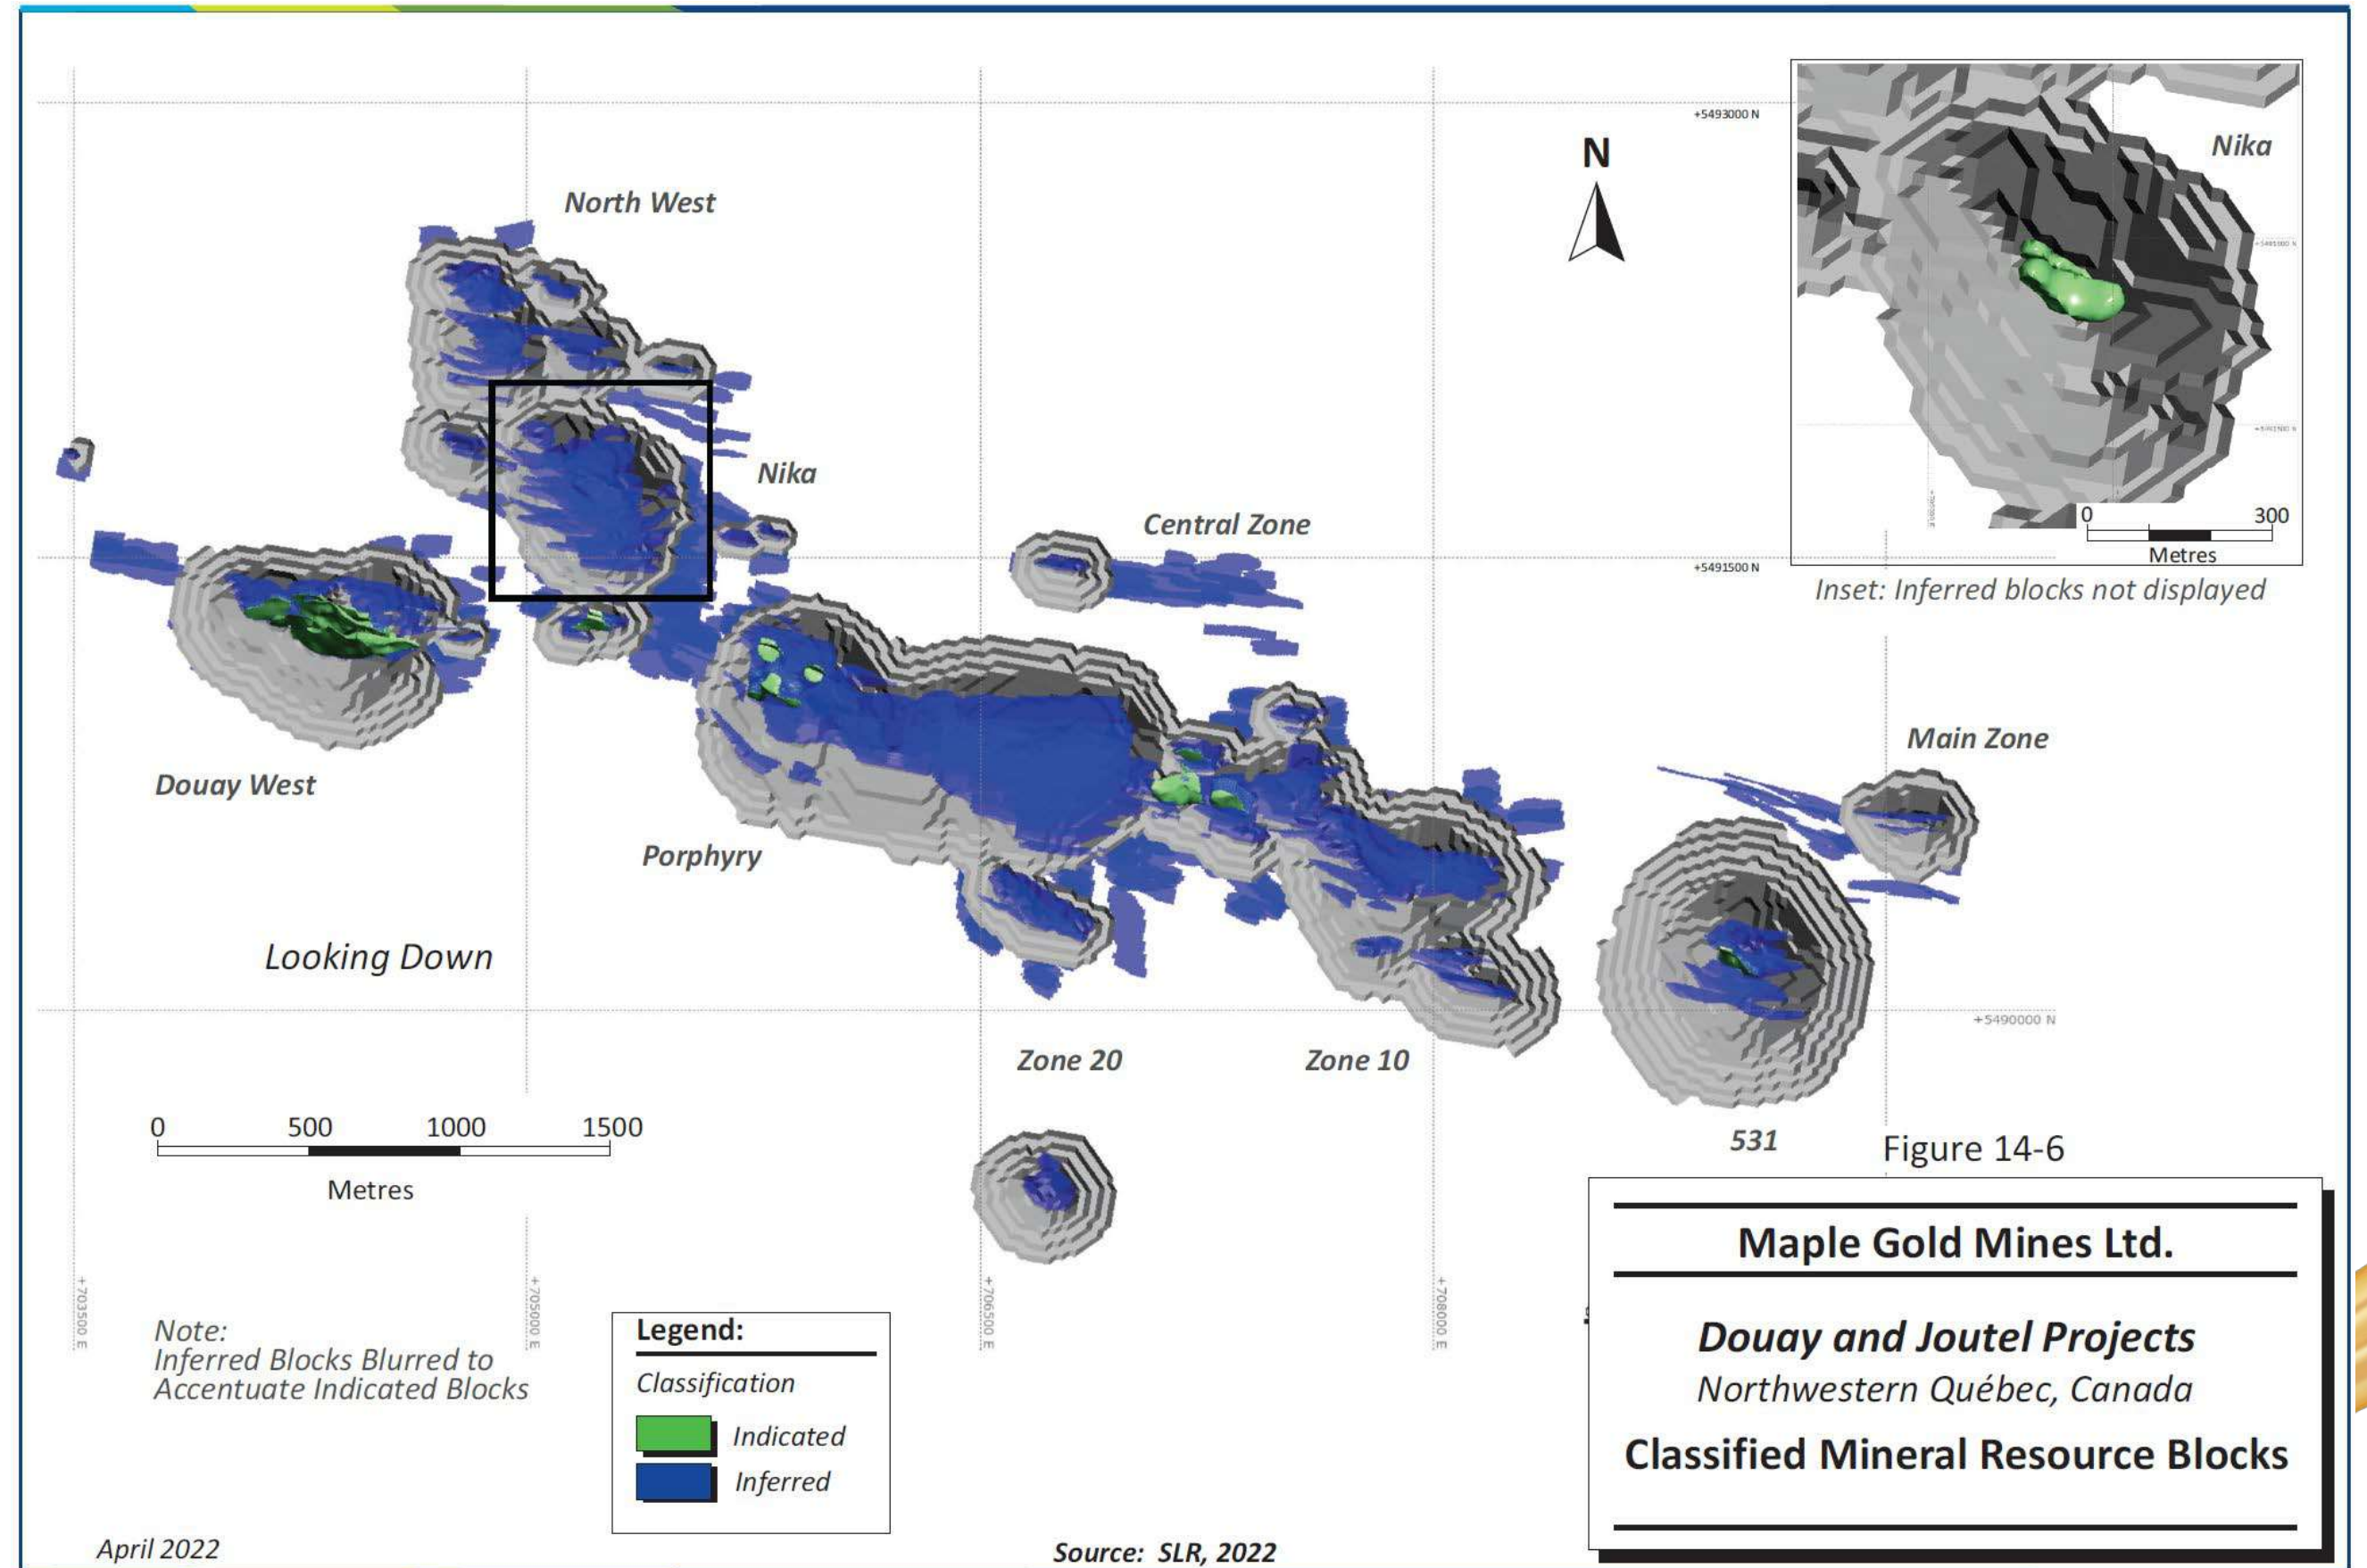 +5493000 N
N
Nika
North West
+5491000 N
Nika
Central Zone
+5491500 N
0 300
Metres
Inset: Inferred blocks not displayed
Main Zone
Douay West
Porphyry
Looking Down
+5490000 N
Zone 20
Zone 10
0 500 1000 1500
Metres
531
Figure 14-6
Maple Gold Mines Ltd.
Douay and Joutel Projects
Northwestern Québec, Canada
Classified Mineral Resource Blocks
+703500 E
+705000 E
+706500 E
+708000 E
Note:
Inferred Blocks Blurred to
Accentuate Indicated Blocks
Legend:
Classification
Indicated
Inferred
April 2022
Source: SLR, 2022